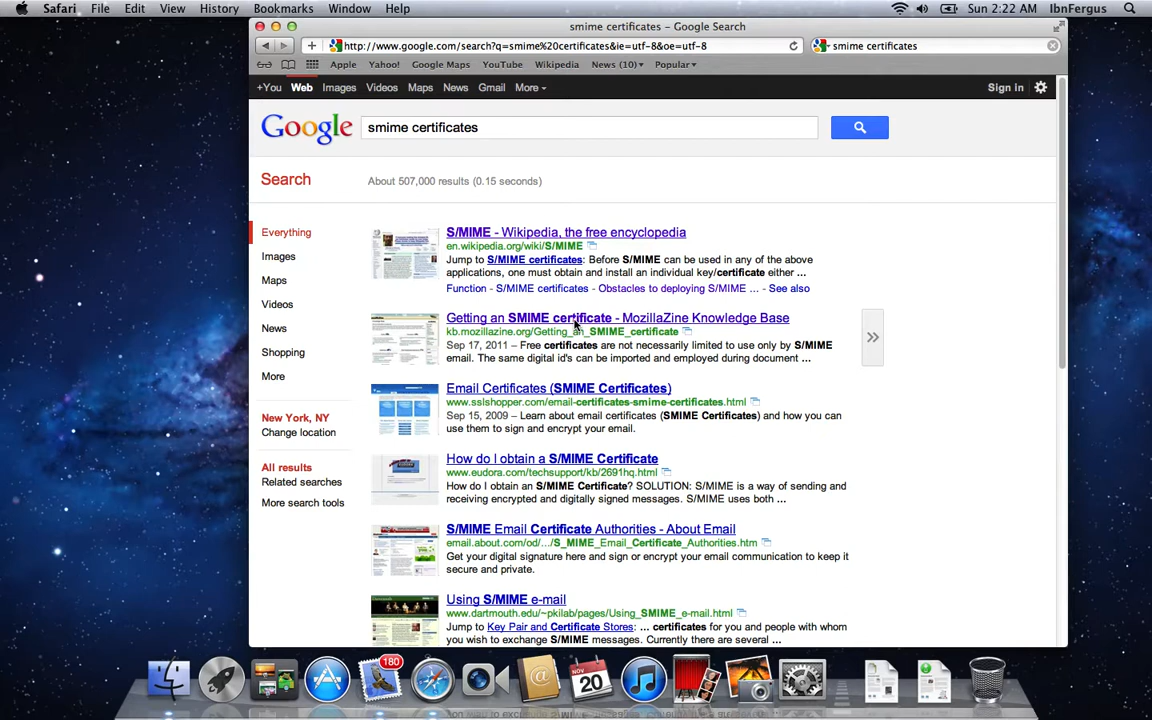 Safari File Edit View History Bookmarks Window Help Sun 2:22 AM IbnFergus
smime certificates – Google Search
http://www.google.com/search?q=smime%20certificates&ie=utf-8&oe=utf-8 smime certificates
Apple Yahoo! Google Maps YouTube Wikipedia News (10) Popular
+You Web Images Videos Maps News Gmail More Sign in
Google smime certificates
Search About 507,000 results (0.15 seconds)
Everything
Images
Maps
Videos
News
Shopping
More
New York, NY
Change location
All results
Related searches
More search tools
S/MIME - Wikipedia, the free encyclopedia
en.wikipedia.org/wiki/S/MIME
Jump to S/MIME certificates: Before S/MIME can be used in any of the above
applications, one must obtain and install an individual key/certificate either ...
Function - S/MIME certificates - Obstacles to deploying S/MIME ... - See also
Getting an SMIME certificate - MozillaZine Knowledge Base
kb.mozillazine.org/Getting_an_SMIME_certificate
Sep 17, 2011 – Free certificates are not necessarily limited to use only by S/MIME
email. The same digital id's can be imported and employed during document ...
Email Certificates (SMIME Certificates)
www.sslshopper.com/email-certificates-smime-certificates.html
Sep 15, 2009 – Learn about email certificates (SMIME Certificates) and how you can
use them to sign and encrypt your email.
How do I obtain a S/MIME Certificate
www.eudora.com/techsupport/kb/2691hq.html
How do I obtain an S/MIME Certificate? SOLUTION: S/MIME is a way of sending and
receiving encrypted and digitally signed messages. S/MIME uses both ...
S/MIME Email Certificate Authorities - About Email
email.about.com/od/.../S_MIME_Email_Certificate_Authorities.htm
Get your digital signature here and sign or encrypt your email communication to keep it
secure and private.
Using S/MIME e-mail
www.dartmouth.edu/~pkilab/pages/Using_SMIME_e-mail.html
Jump to Key Pair and Certificate Stores: ... certificates for you and people with whom
you wish to exchange S/MIME messages. Currently there are several ...
180
NOV
20